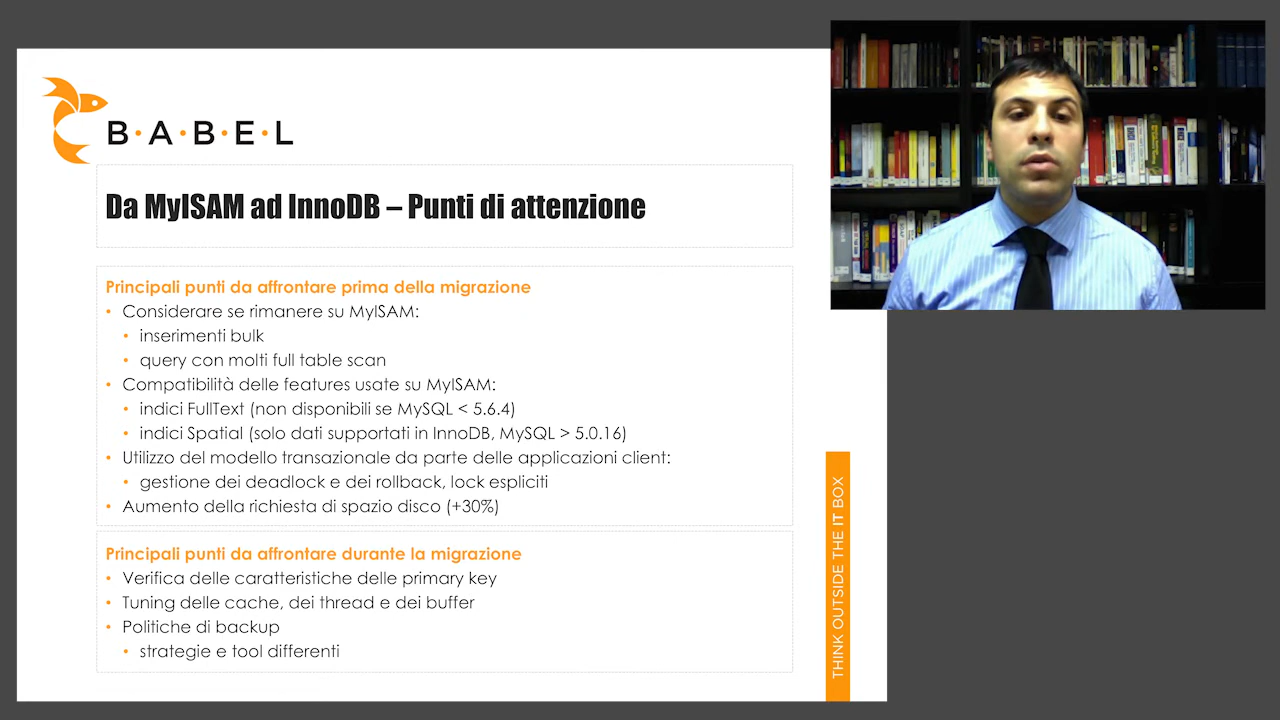 B·A·B·E·L
Da MyISAM ad InnoDB – Punti di attenzione
Principali punti da affrontare prima della migrazione
• Considerare se rimanere su MyISAM:
• inserimenti bulk
• query con molti full table scan
• Compatibilità delle features usate su MyISAM:
• indici FullText (non disponibili se MySQL < 5.6.4)
• indici Spatial (solo dati supportati in InnoDB, MySQL > 5.0.16)
• Utilizzo del modello transazionale da parte delle applicazioni client:
• gestione dei deadlock e dei rollback, lock espliciti
• Aumento della richiesta di spazio disco (+30%)
Principali punti da affrontare durante la migrazione
• Verifica delle caratteristiche delle primary key
• Tuning delle cache, dei thread e dei buffer
• Politiche di backup
• strategie e tool differenti
THINK OUTSIDE THE IT BOX